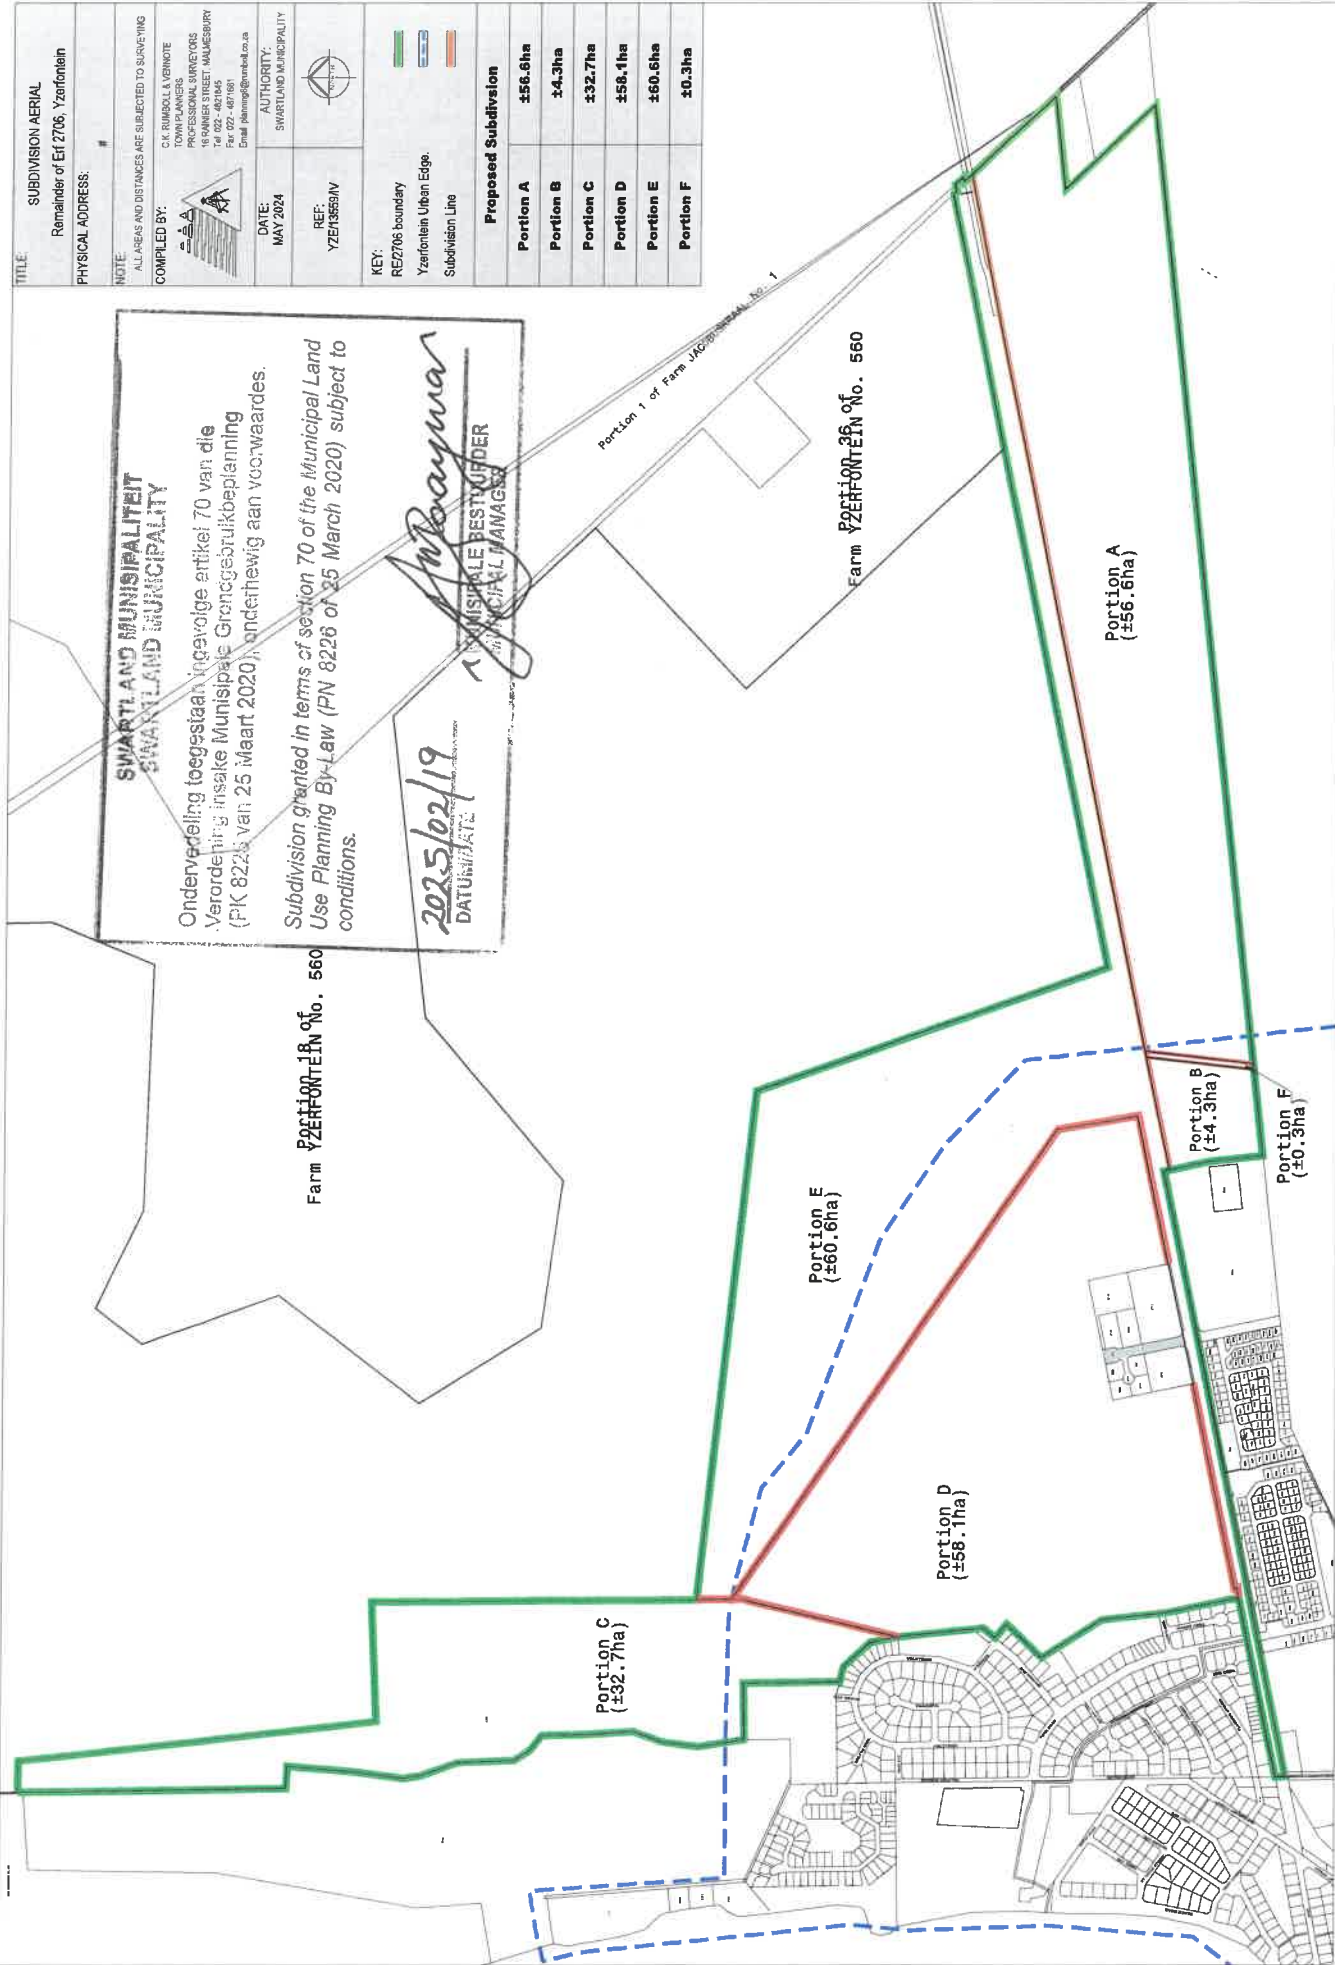 TITLE:
SUBDIVISION AERIAL
Remainder of Erf 2706, Yzerfontein
PHYSICAL ADDRESS:
#
NOTE:
ALL AREAS AND DISTANCES ARE SUBJECTED TO SURVEYING
COMPILED BY:
C.K. RUMBOLL & VENNOTE
TOWN PLANNERS
PROFESSIONAL SURVEYORS
16 RAINIER STREET, MALMESBURY
Tel: 022 - 4821845
Fax: 022 - 4871661
Email: planning6@rumboll.co.za
DATE:
MAY 2024
AUTHORITY:
SWARTLAND MUNICIPALITY
REF:
YZE/13559/IV
NORTH
KEY:
RE/2706 boundary
Yzerfontein Urban Edge.
Subdivision Line
Proposed Subdivsion
Portion A ±56.6ha
Portion B ±4.3ha
Portion C ±32.7ha
Portion D ±58.1ha
Portion E ±60.6ha
Portion F ±0.3ha
SWARTLAND MUNISIPALITEIT
SWARTLAND MUNICIPALITY
Onderverdeling toegestaan ingevolge artikel 70 van die
Verordening insake Munisipale Grondgebruikbeplanning
(PK 8226 van 25 Maart 2020), onderhewig aan voorwaardes.
Subdivision granted in terms of section 70 of the Municipal Land
Use Planning By-Law (PN 8226 of 25 March 2020) subject to
conditions.
2025/02/19
DATUM/DATE
MUNISIPALE BESTUURDER
MUNICIPAL MANAGER
Portion 1 of Farm JACOBUSKRAAL No. 1
Portion 18 of
Farm YZERFONTEIN No. 560
Portion 36 of
Farm YZERFONTEIN No. 560
Portion A
(±56.6ha)
Portion B
(±4.3ha)
Portion F
(±0.3ha)
Portion E
(±60.6ha)
Portion D
(±58.1ha)
Portion C
(±32.7ha)